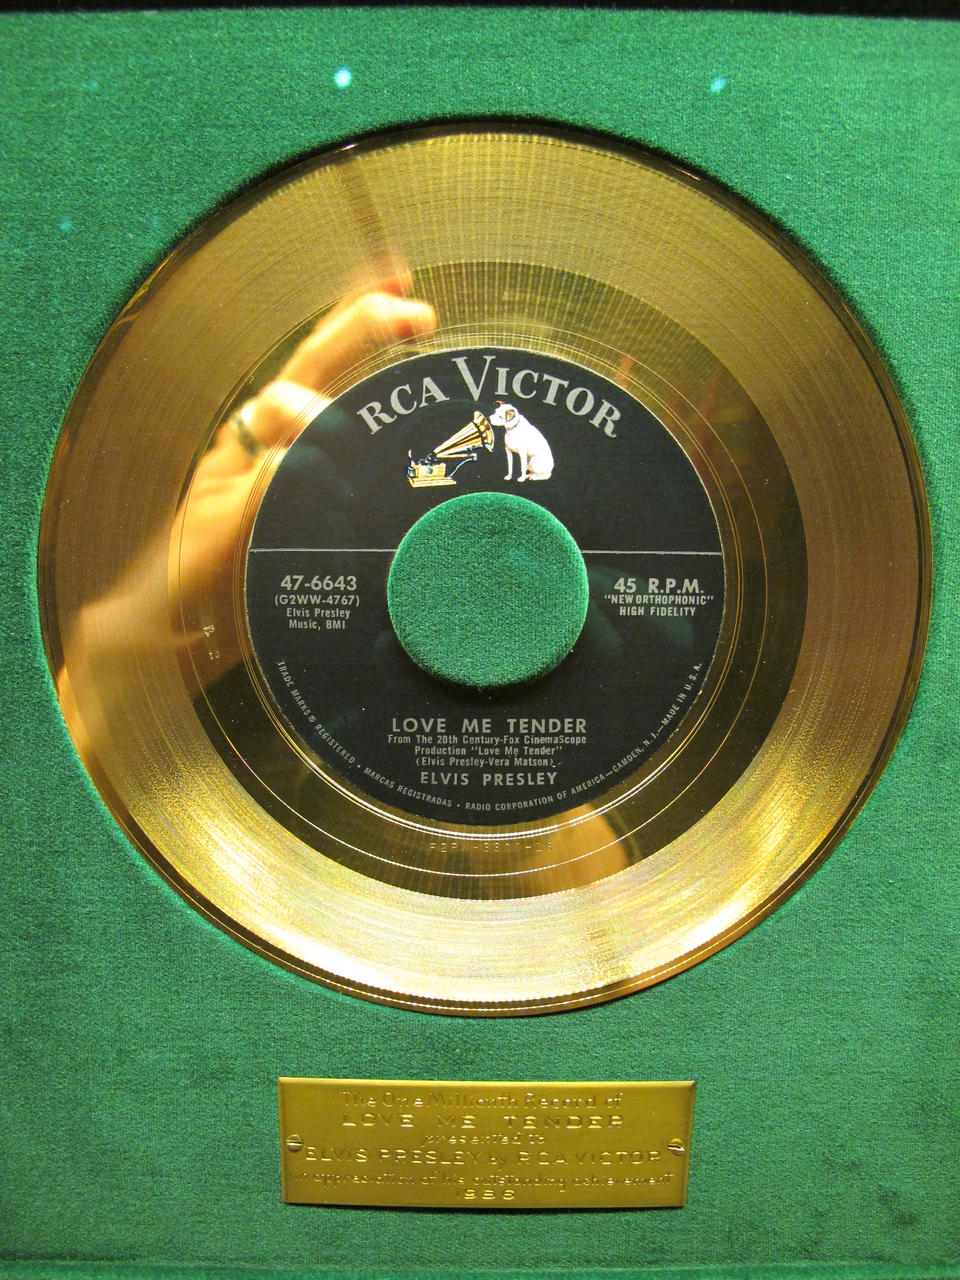 RCA VICTOR
47-6643
(G2WW-4767)
Elvis Presley
Music, BMI
45 R.P.M.
"NEW ORTHOPHONIC"
HIGH FIDELITY
LOVE ME TENDER
From The 20th Century-Fox CinemaScope
Production "Love Me Tender"
(Elvis Presley-Vera Matson)
ELVIS PRESLEY
TRADE MARKS ® REGISTERED • MARCAS REGISTRADAS • RADIO CORPORATION OF AMERICA—CAMDEN, N.J.—MADE IN U.S.A.
The One Millionth Record of
LOVE ME TENDER
presented to
ELVIS PRESLEY by RCA VICTOR
in appreciation of his outstanding achievement